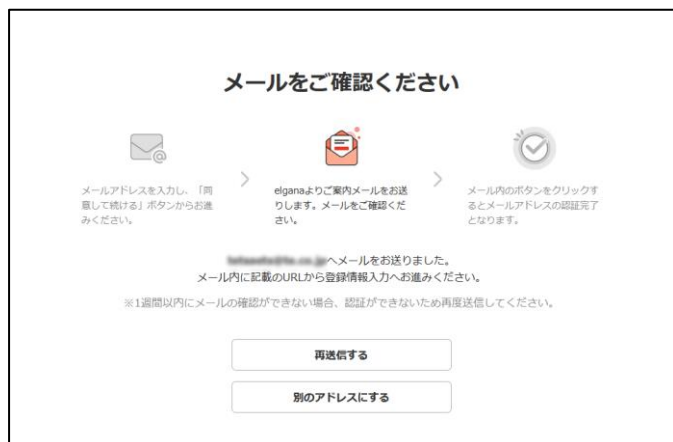 メールをご確認ください
メールアドレスを入力し、「同
意して続ける」ボタンからお進
みください。
elganaよりご案内メールをお送
りします。メールをご確認くだ
さい。
メール内のボタンをクリックす
るとメールアドレスの認証完了
となります。
へメールをお送りました。
メール内に記載のURLから登録情報入力へお進みください。
※1週間以内にメールの確認ができない場合、認証ができないため再度送信してください。
再送信する
別のアドレスにする